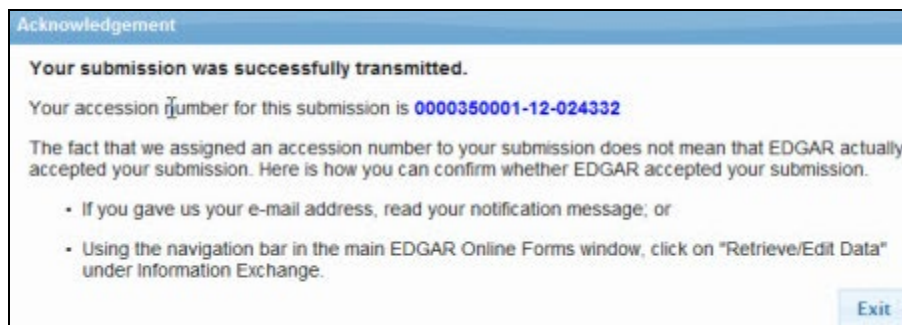 Acknowledgement
Your submission was successfully transmitted.
Your accession number for this submission is 0000350001-12-024332
The fact that we assigned an accession number to your submission does not mean that EDGAR actually
accepted your submission. Here is how you can confirm whether EDGAR accepted your submission.
• If you gave us your e-mail address, read your notification message; or
• Using the navigation bar in the main EDGAR Online Forms window, click on "Retrieve/Edit Data"
under Information Exchange.
Exit